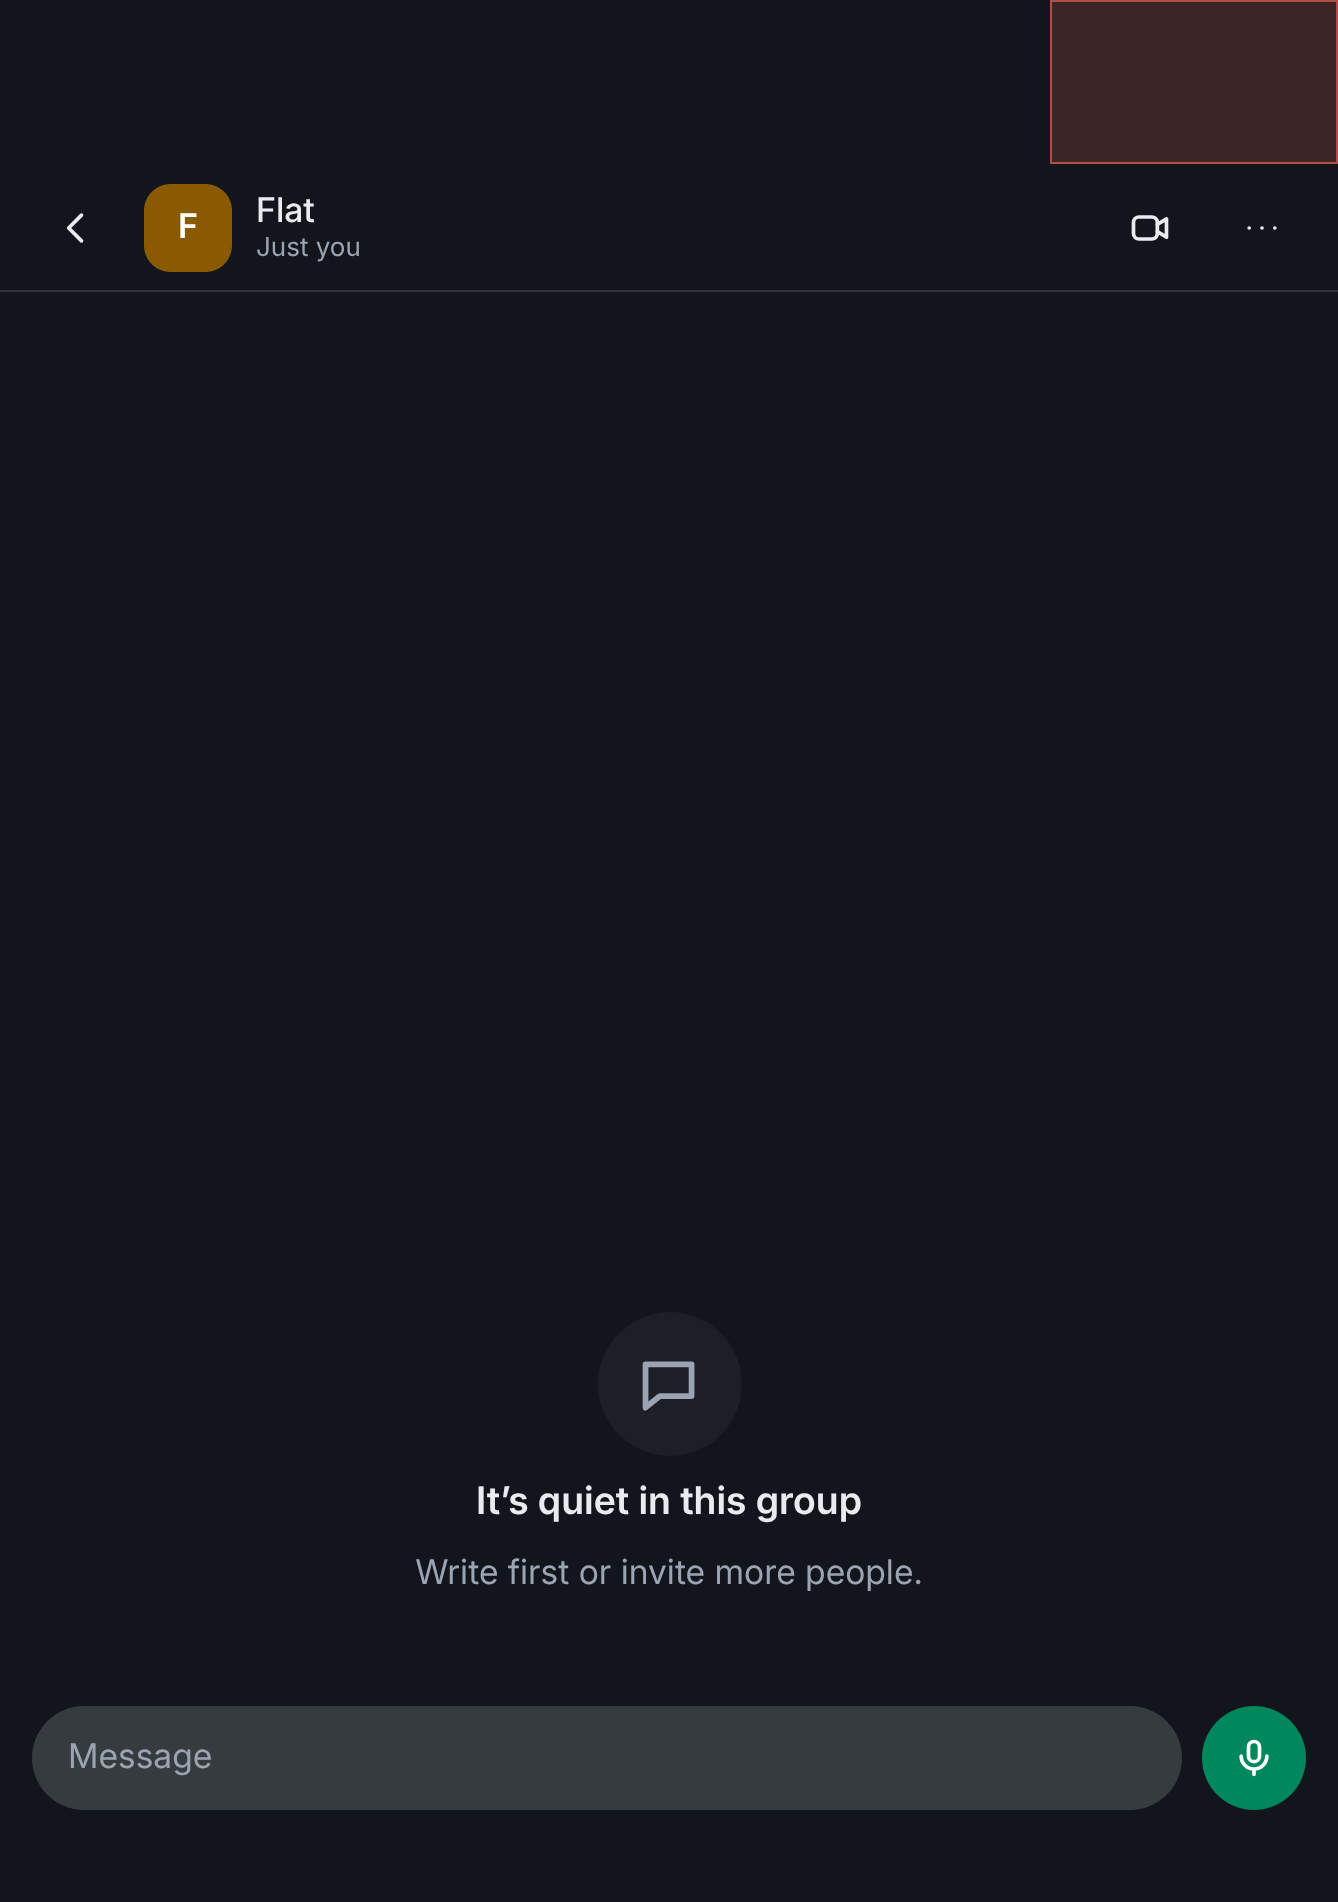 F
Flat
Just you
It’s quiet in this group
Write first or invite more people.
Message